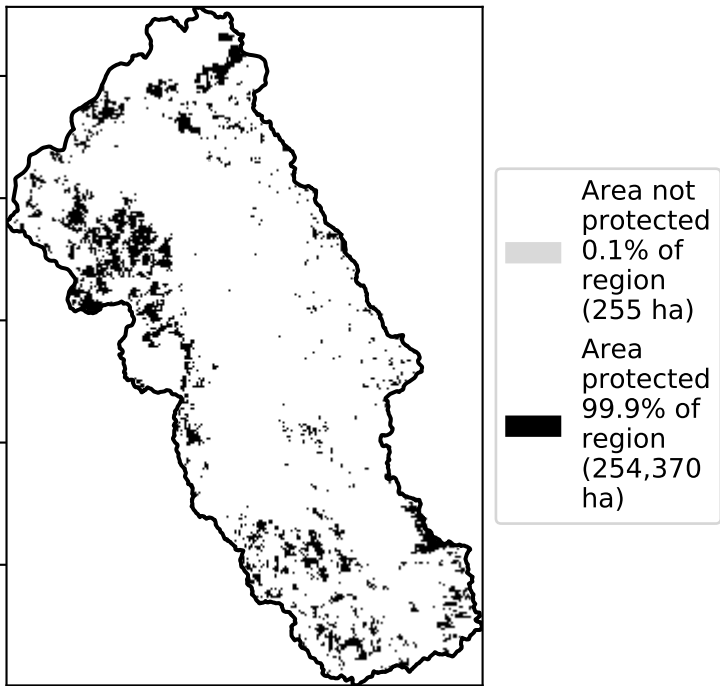 Area not
protected
0.1% of
region
(255 ha)
Area
protected
99.9% of
region
(254,370
ha)